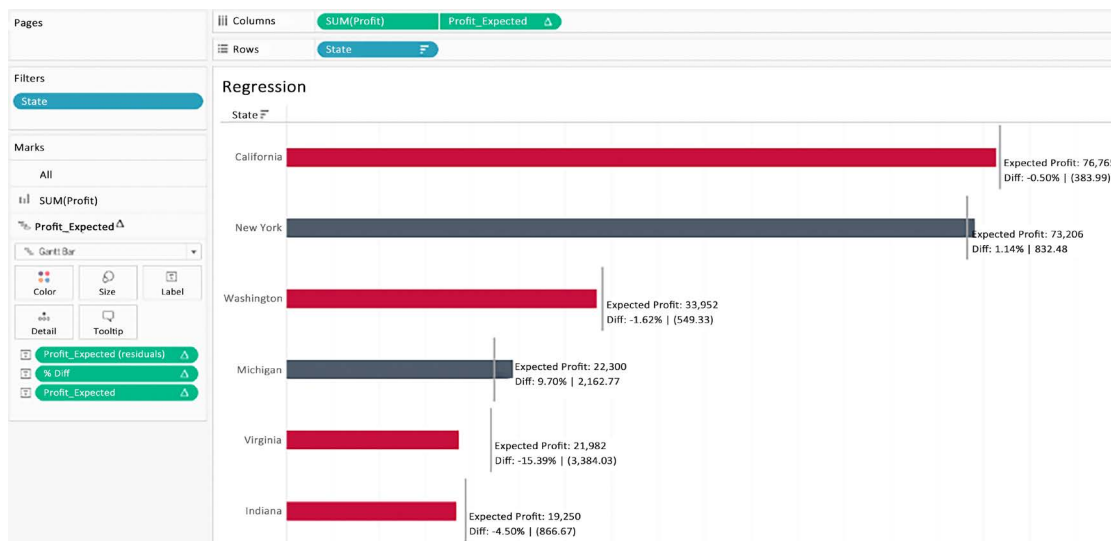 Pages
Columns
SUM(Profit)
Profit_Expected
Rows
State
Filters
State
Marks
All
SUM(Profit)
Profit_Expected
Gantt Bar
Color
Size
Label
Detail
Tooltip
Profit_Expected (residuals)
% Diff
Profit_Expected
Regression
State
California
Expected Profit: 76,765
Diff: -0.50% | (383.99)
New York
Expected Profit: 73,206
Diff: 1.14% | 832.48
Washington
Expected Profit: 33,952
Diff: -1.62% | (549.33)
Michigan
Expected Profit: 22,300
Diff: 9.70% | 2,162.77
Virginia
Expected Profit: 21,982
Diff: -15.39% | (3,384.03)
Indiana
Expected Profit: 19,250
Diff: -4.50% | (866.67)